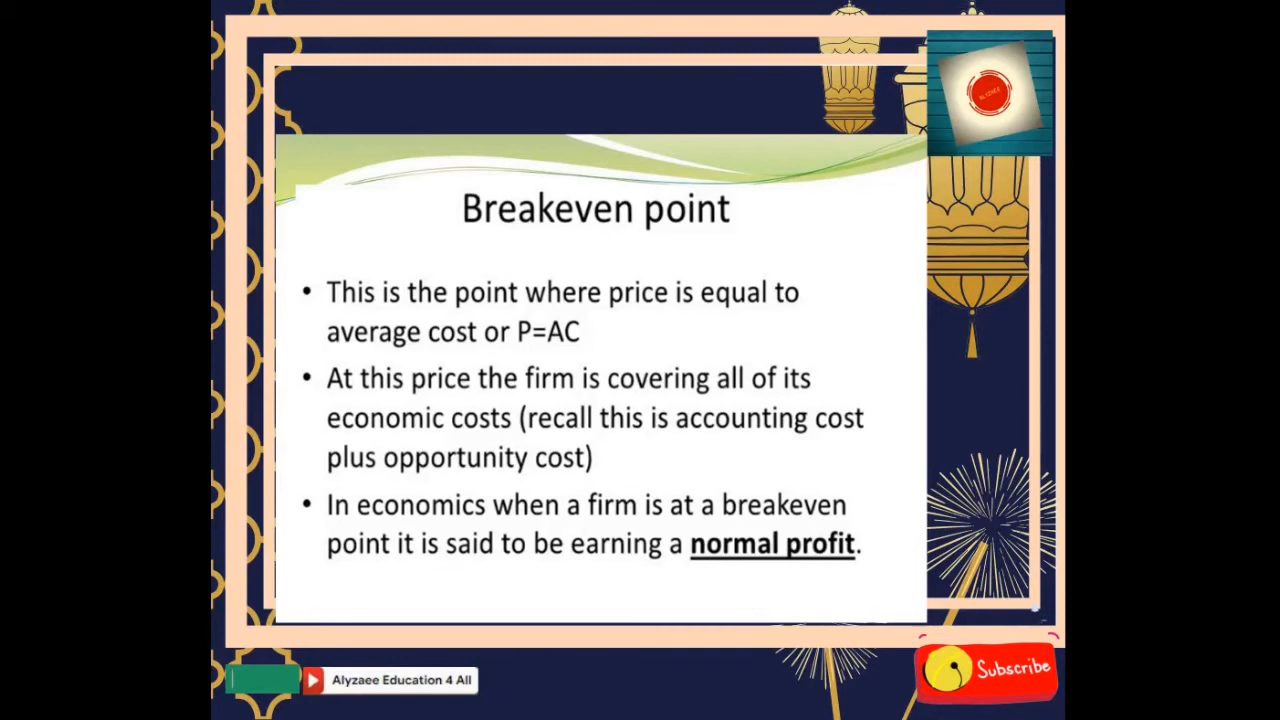 Breakeven point
• This is the point where price is equal to
average cost or P=AC
• At this price the firm is covering all of its
economic costs (recall this is accounting cost
plus opportunity cost)
• In economics when a firm is at a breakeven
point it is said to be earning a normal profit.
Alyzaee Education 4 All
Subscribe